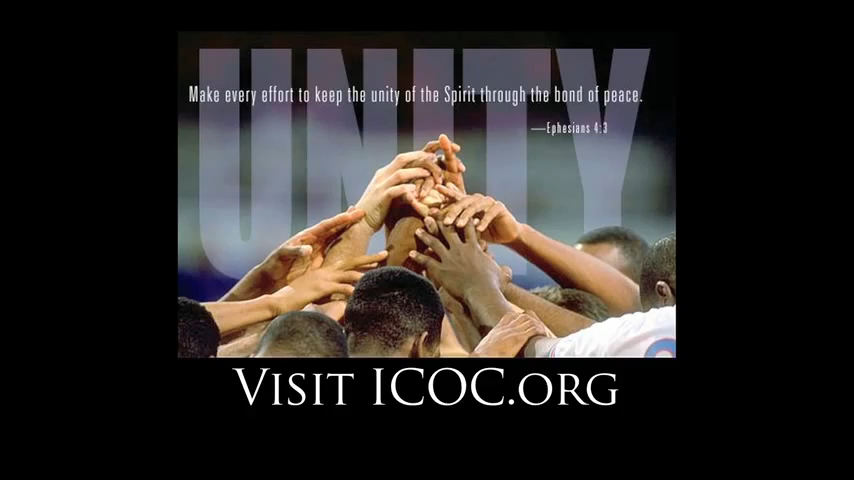 UNITY
Make every effort to keep the unity of the Spirit through the bond of peace.
—Ephesians 4:3
VISIT ICOC.ORG